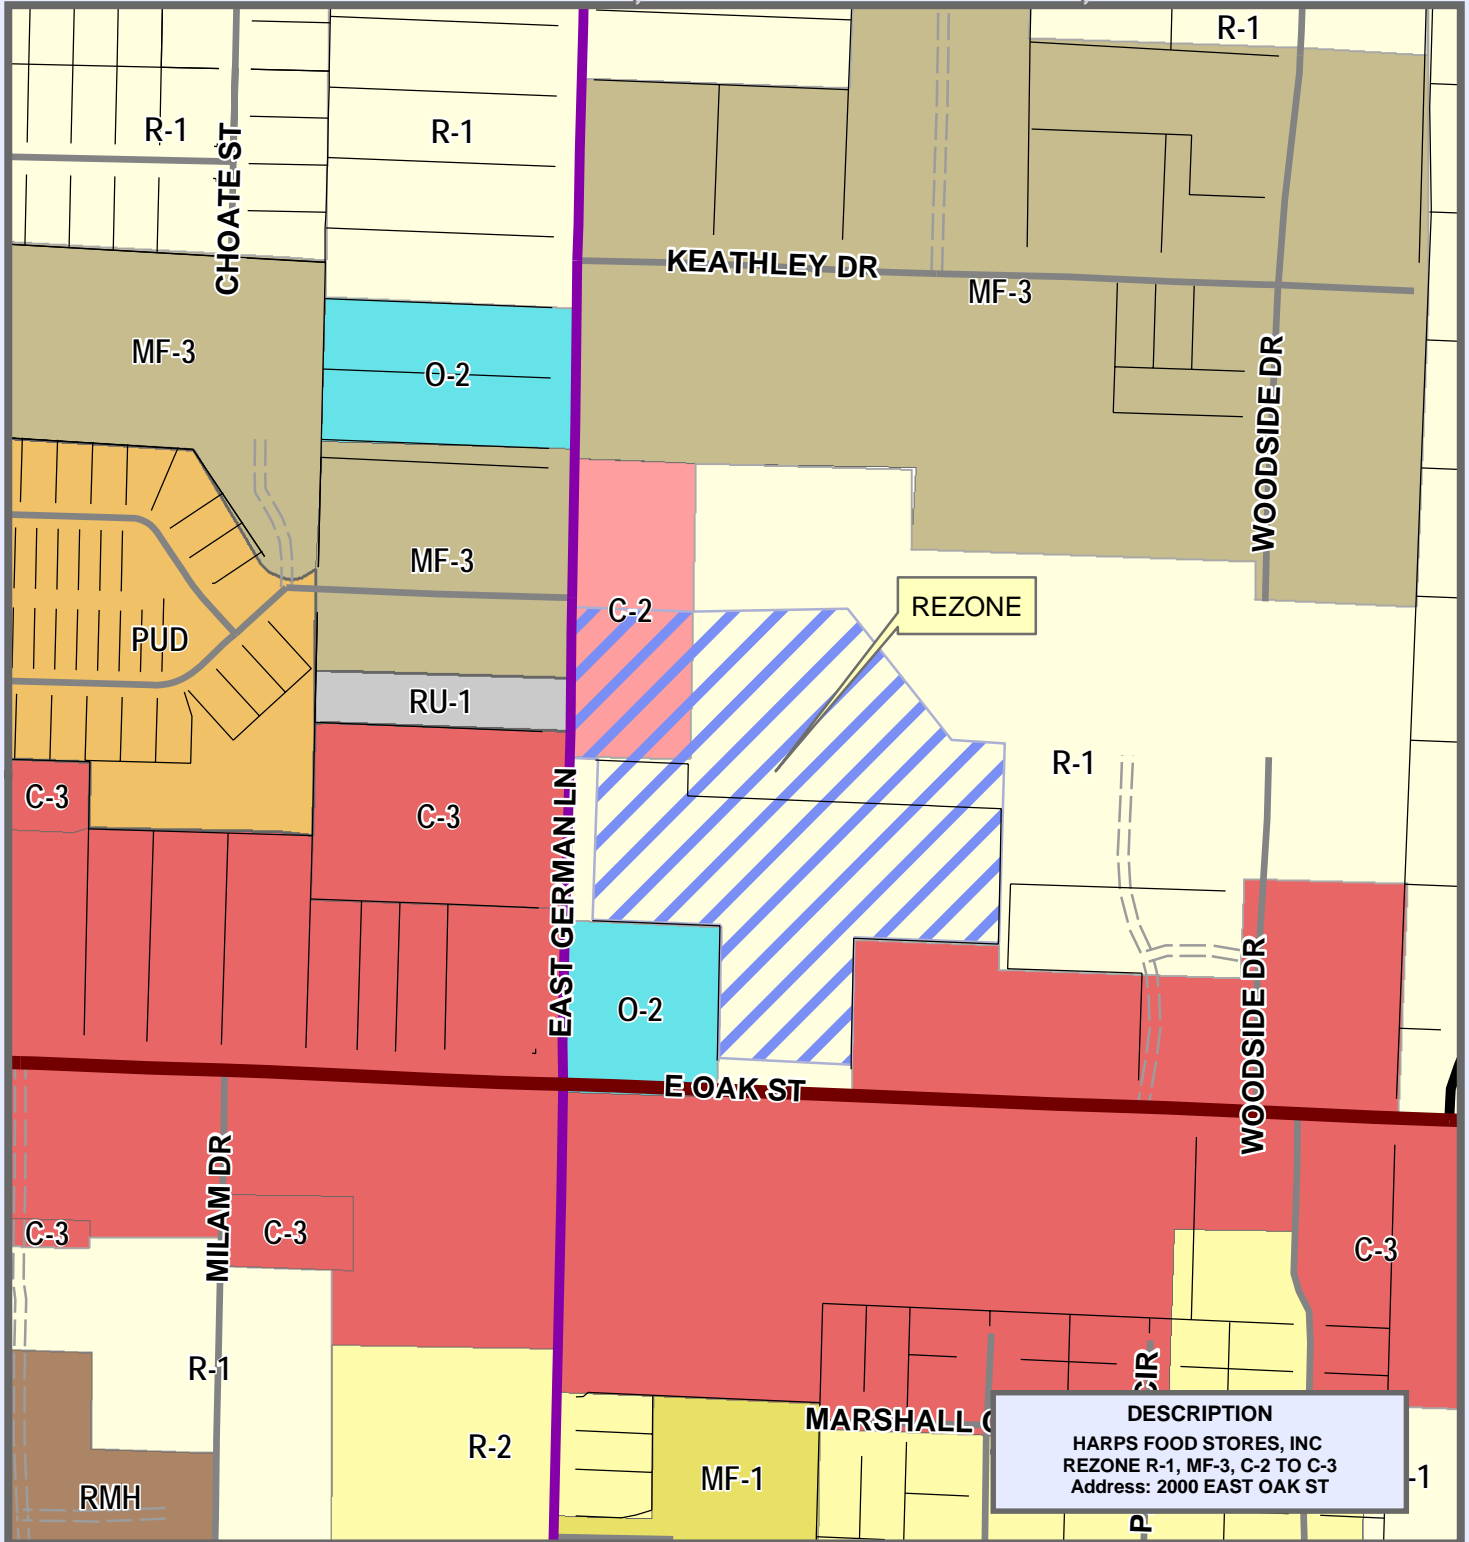 R-1
R-1
R-1
CHOATE ST
KEATHLEY DR
MF-3
MF-3
O-2
WOODSIDE DR
MF-3
C-2
REZONE
PUD
RU-1
R-1
C-3
C-3
EAST GERMAN LN
O-2
WOODSIDE DR
E OAK ST
MILAM DR
C-3
C-3
C-3
R-1
CIR
MARSHALL
R-2
MF-1
RMH
DESCRIPTION
HARPS FOOD STORES, INC
REZONE R-1, MF-3, C-2 TO C-3
Address: 2000 EAST OAK ST
-1
P